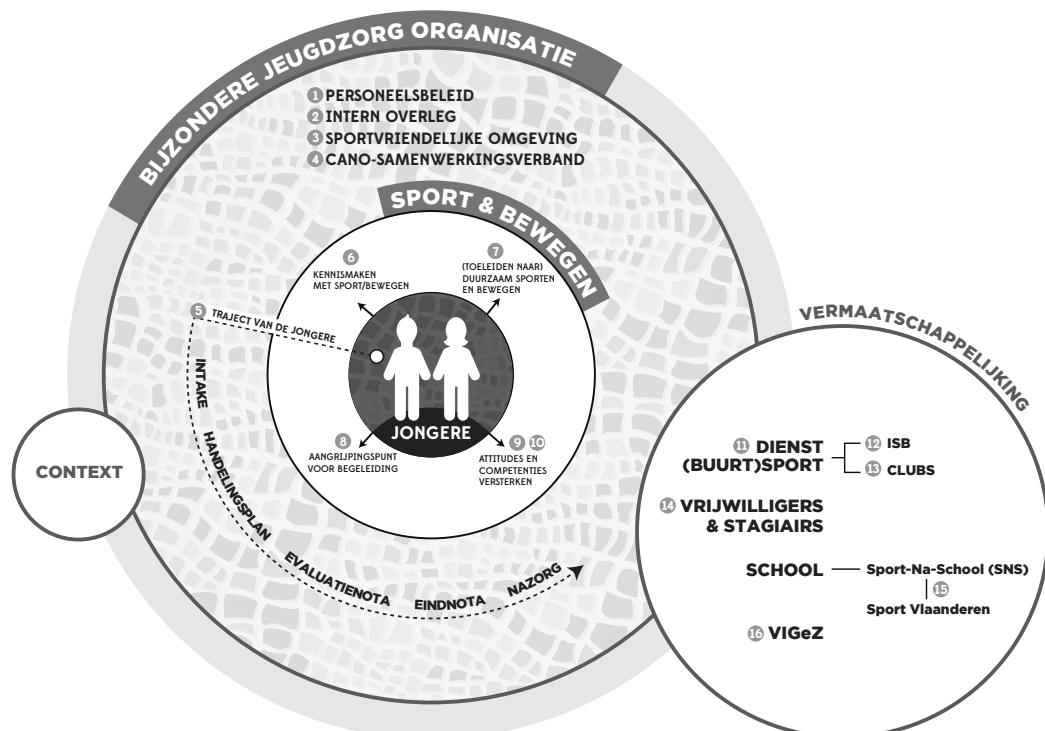 BIJZONDERE JEUGDZORG ORGANISATIE
1 PERSONEELSBELEID
2 INTERN OVERLEG
3 SPORTVRIENDELIJKE OMGEVING
4 CANO-SAMENWERKINGSVERBAND
SPORT & BEWEGEN
6
KENNISMAKEN
MET SPORT/BEWEGEN
7
(TOELEIDEN NAAR)
DUURZAAM SPORTEN
EN BEWEGEN
5 TRAJECT VAN DE JONGERE
JONGERE
8
AANGRIJPINGSPUNT
VOOR BEGELEIDING
9 10
ATTITUDES EN
COMPETENTIES
VERSTERKEN
INTAKE
HANDELINGSPLAN
EVALUATIENOTA
EINDNOTA
NAZORG
CONTEXT
VERMAATSCHAPPELIJKING
11 DIENST
(BUURT)SPORT
12 ISB
13 CLUBS
14 VRIJWILLIGERS
& STAGIAIRS
SCHOOL
Sport-Na-School (SNS)
15
Sport Vlaanderen
16 VIGeZ